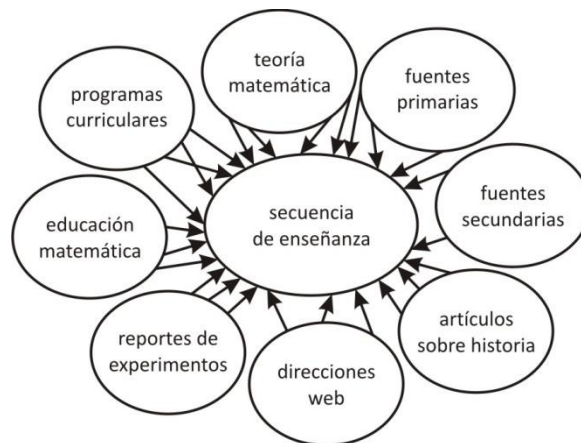 teoría
matemática
fuentes
primarias
programas
curriculares
fuentes
secundarias
secuencia
de enseñanza
educación
matemática
artículos
sobre historia
reportes de
experimentos
direcciones
web